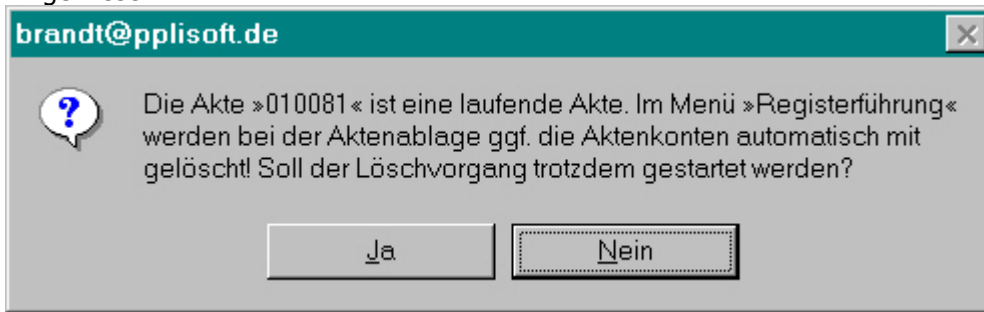 brandt@pplisoft.de
Die Akte »010081« ist eine laufende Akte. Im Menü »Registerführung«
werden bei der Aktenablage ggf. die Aktenkonten automatisch mit
gelöscht! Soll der Löschvorgang trotzdem gestartet werden?
Ja
Nein